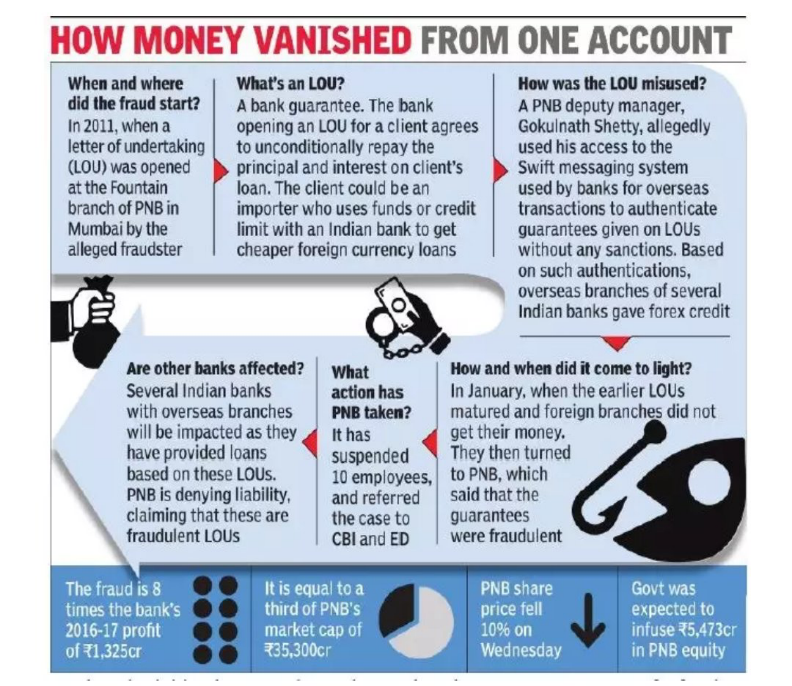 HOW MONEY VANISHED FROM ONE ACCOUNT
When and where
did the fraud start?
In 2011, when a
letter of undertaking
(LOU) was opened
at the Fountain
branch of PNB in
Mumbai by the
alleged fraudster
What's an LOU?
A bank guarantee. The bank
opening an LOU for a client agrees
to unconditionally repay the
principal and interest on client's
loan. The client could be an
importer who uses funds or credit
limit with an Indian bank to get
cheaper foreign currency loans
How was the LOU misused?
A PNB deputy manager,
Gokulnath Shetty, allegedly
used his access to the
Swift messaging system
used by banks for overseas
transactions to authenticate
guarantees given on LOUs
without any sanctions. Based
on such authentications,
overseas branches of several
Indian banks gave forex credit
How and when did it come to light?
In January, when the earlier LOUs
matured and foreign branches did not
get their money.
They then turned
to PNB, which
said that the
guarantees
were fraudulent
What
action has
PNB taken?
It has
suspended
10 employees,
and referred
the case to
CBI and ED
Are other banks affected?
Several Indian banks
with overseas branches
will be impacted as they
have provided loans
based on these LOUs.
PNB is denying liability,
claiming that these are
fraudulent LOUs
The fraud is 8
times the bank's
2016-17 profit
of ₹1,325cr
It is equal to a
third of PNB's
market cap of
₹35,300cr
PNB share
price fell
10% on
Wednesday
Govt was
expected to
infuse ₹5,473cr
in PNB equity